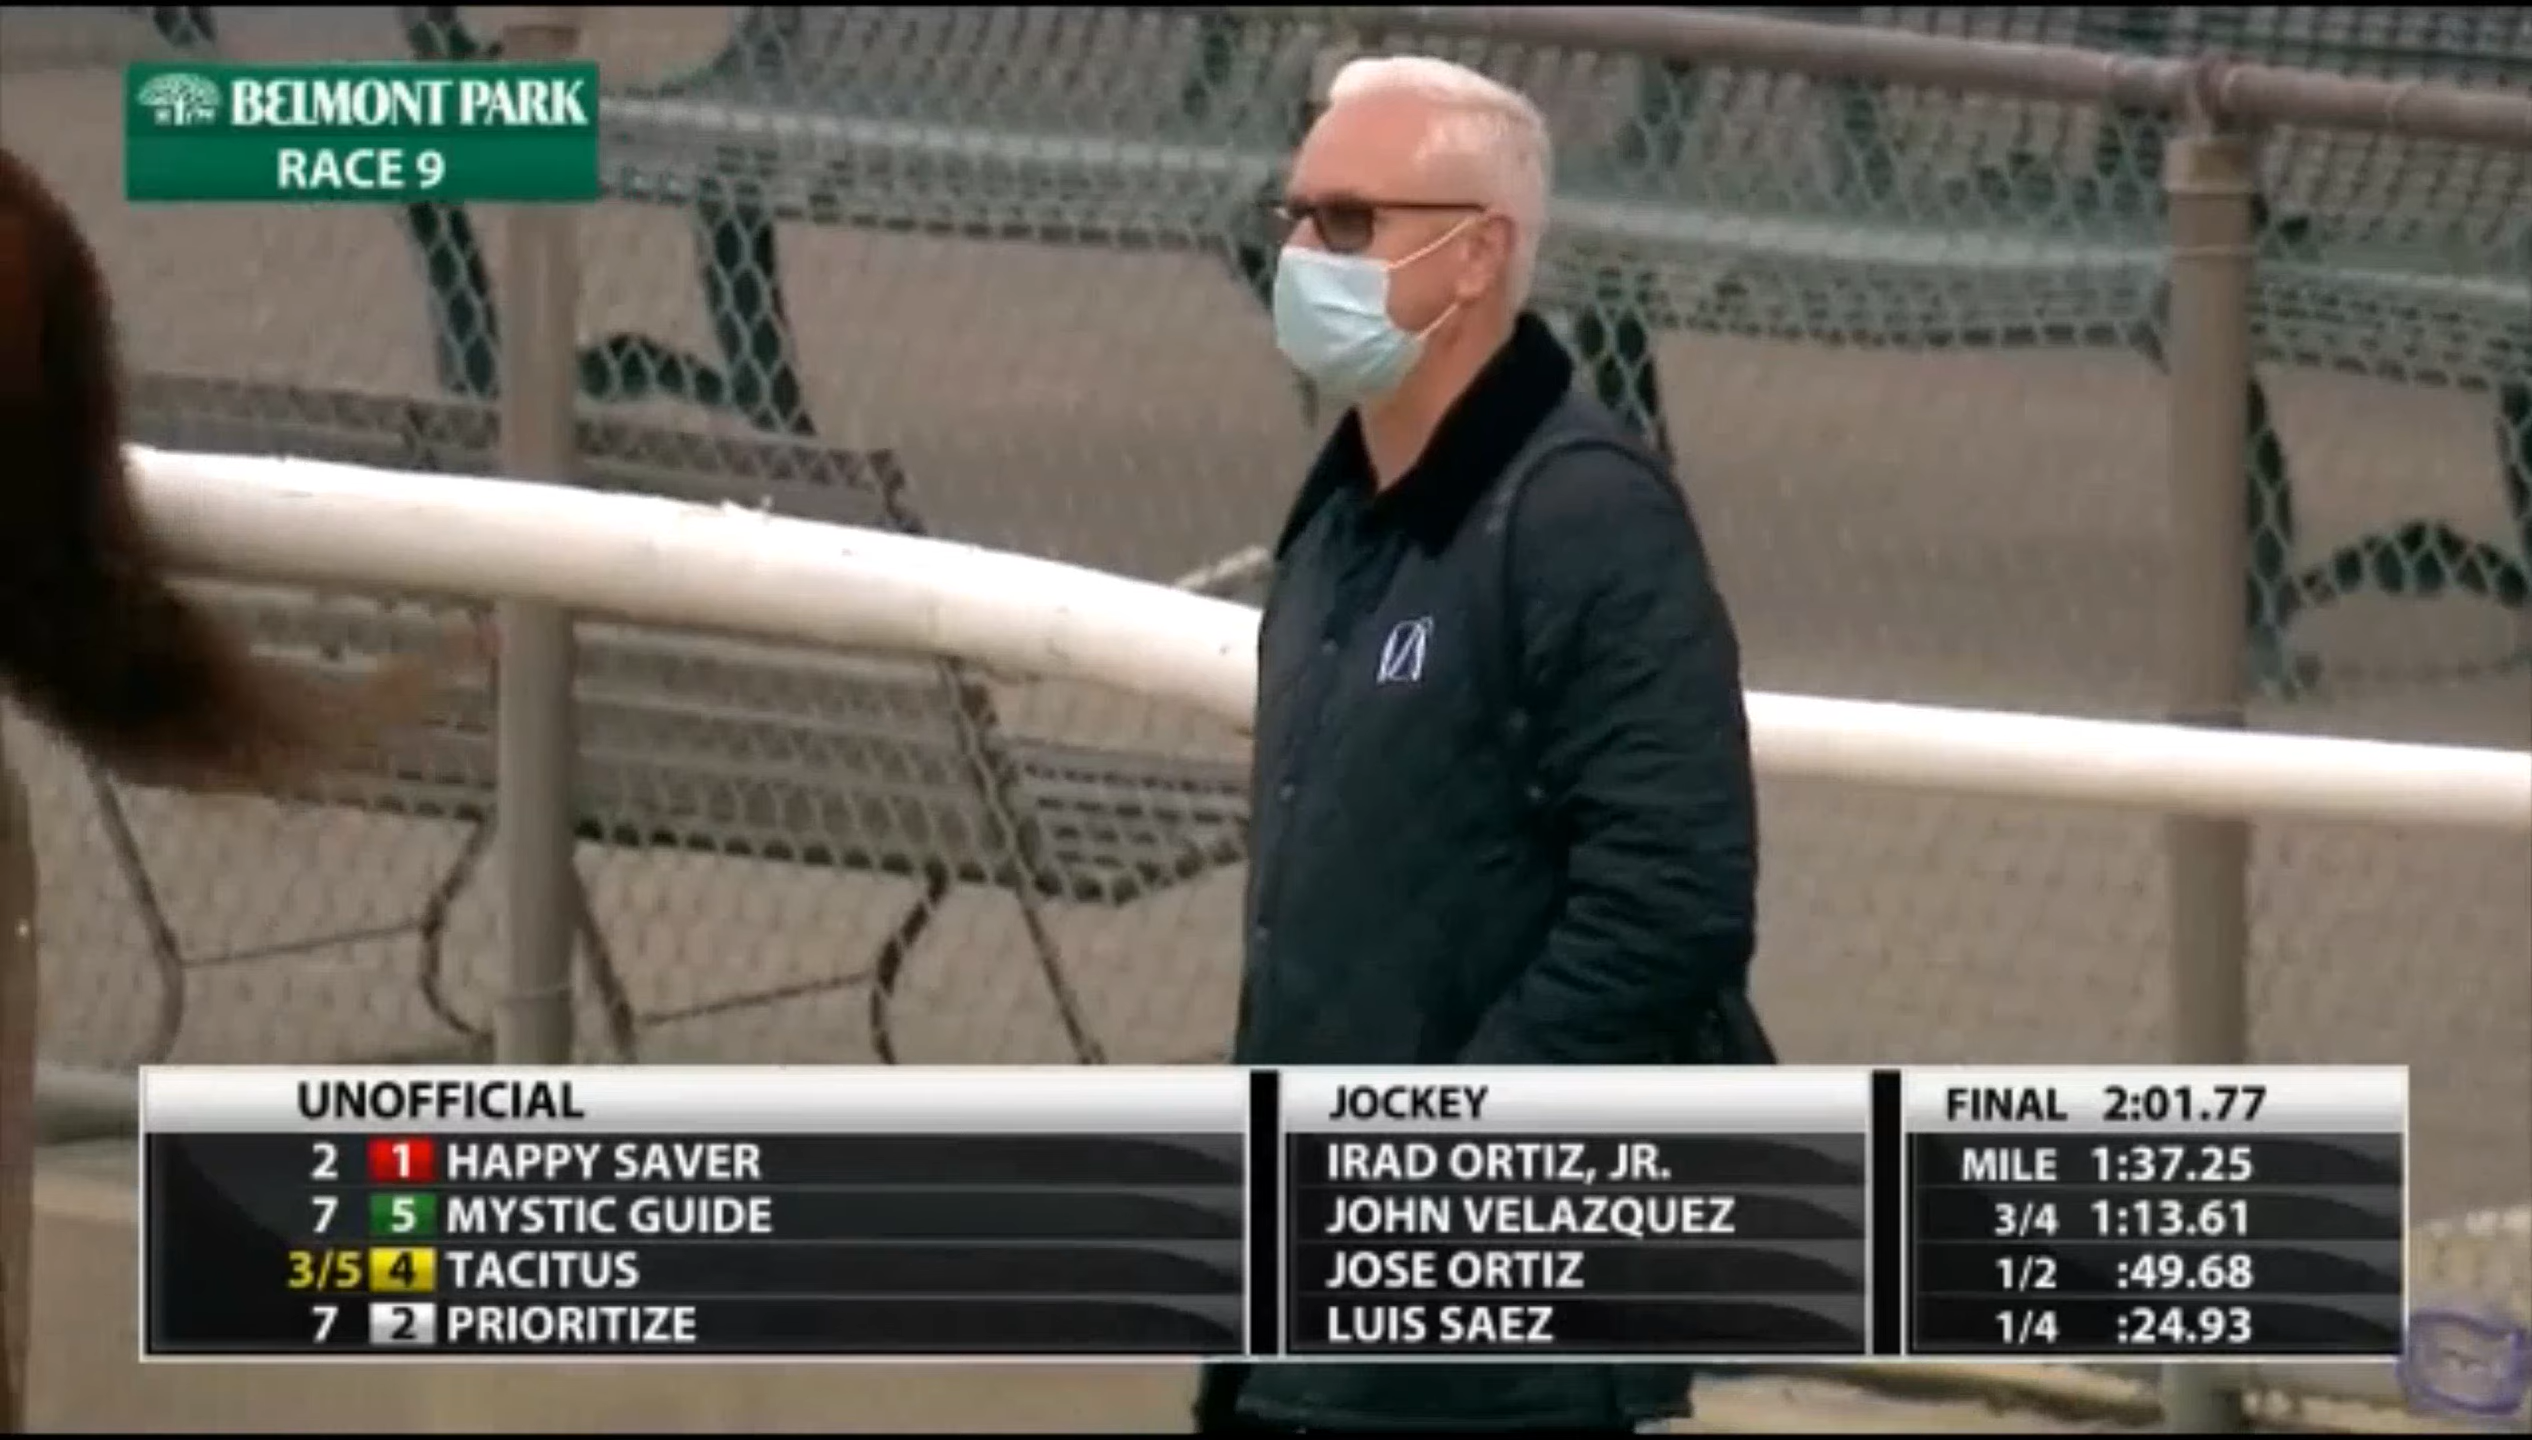 BELMONT PARK
RACE 9
UNOFFICIAL
2 1 HAPPY SAVER
7 5 MYSTIC GUIDE
3/5 4 TACITUS
7 2 PRIORITIZE
JOCKEY
IRAD ORTIZ, JR.
JOHN VELAZQUEZ
JOSE ORTIZ
LUIS SAEZ
FINAL 2:01.77
MILE 1:37.25
3/4 1:13.61
1/2 :49.68
1/4 :24.93